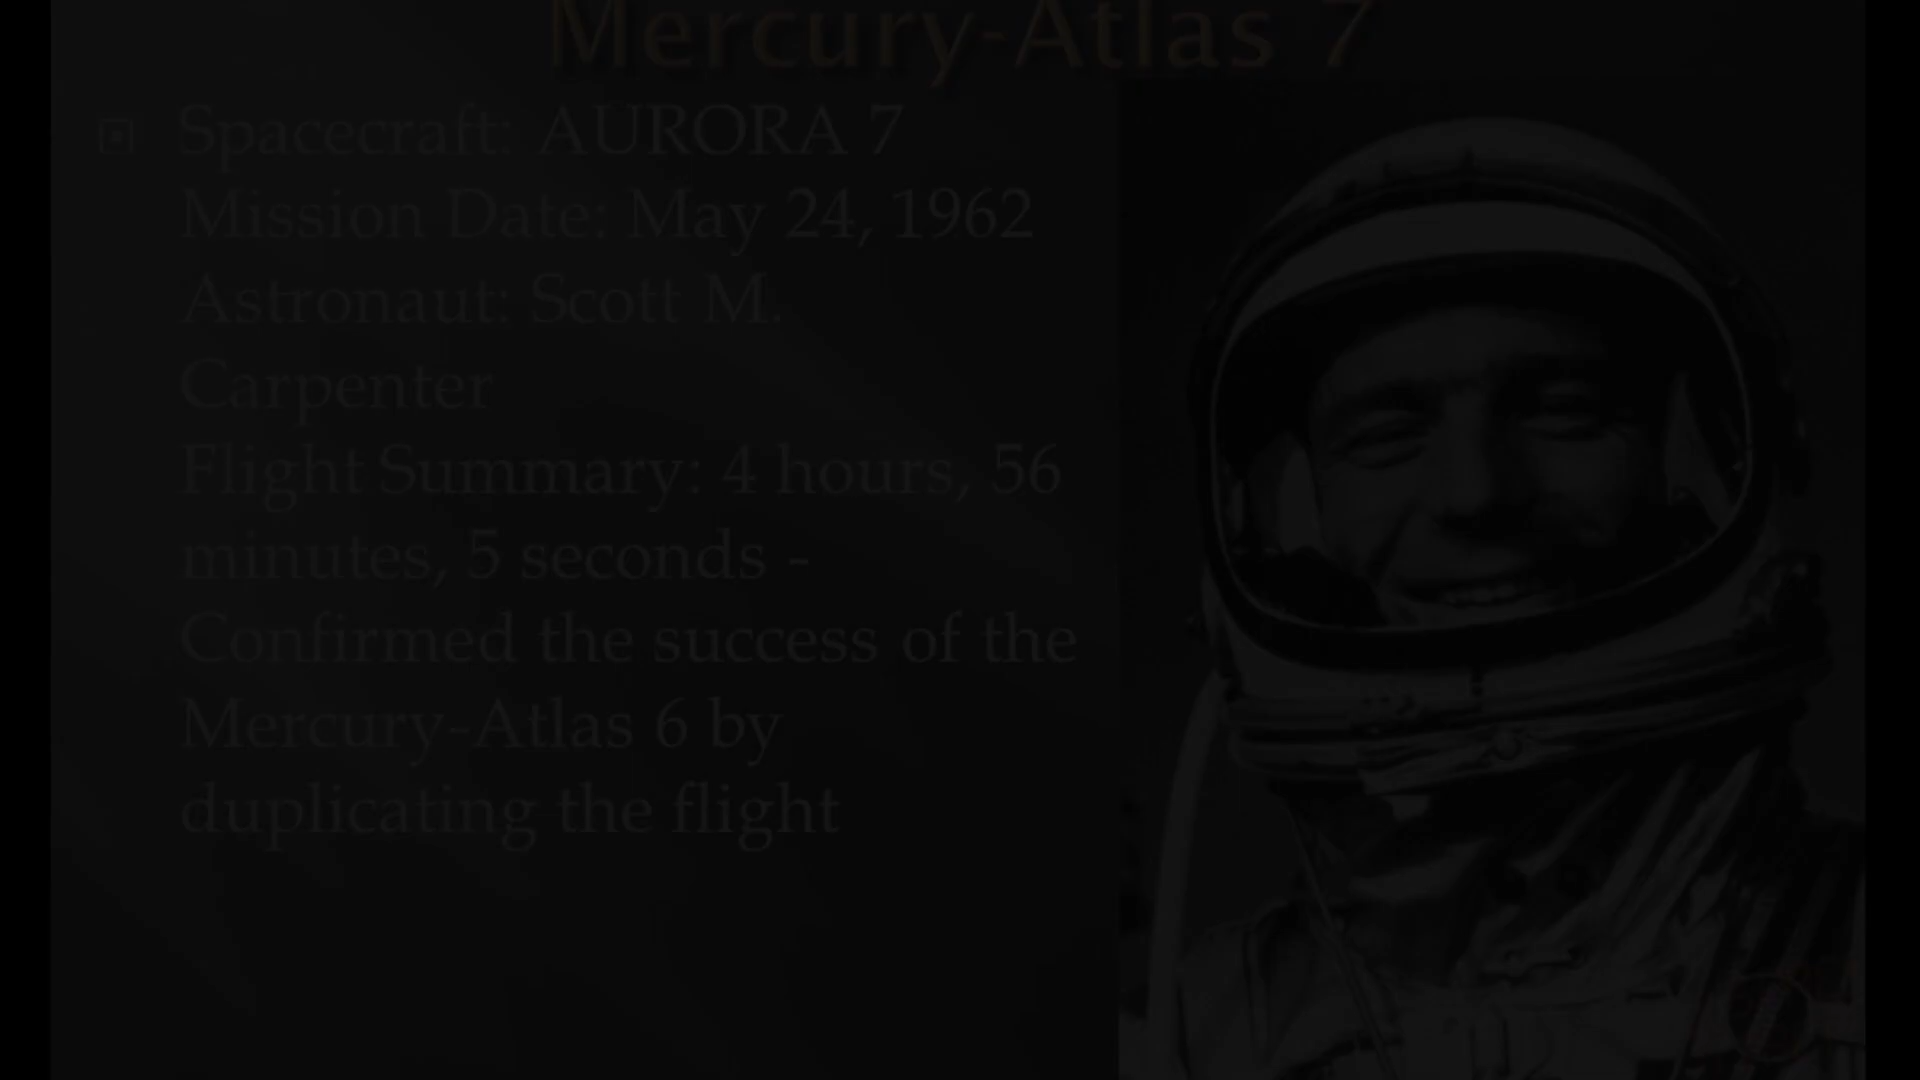 Mercury-Atlas 7
Spacecraft: AURORA 7
Mission Date: May 24, 1962
Astronaut: Scott M.
Carpenter
Flight Summary: 4 hours, 56
minutes, 5 seconds -
Confirmed the success of the
Mercury-Atlas 6 by
duplicating the flight